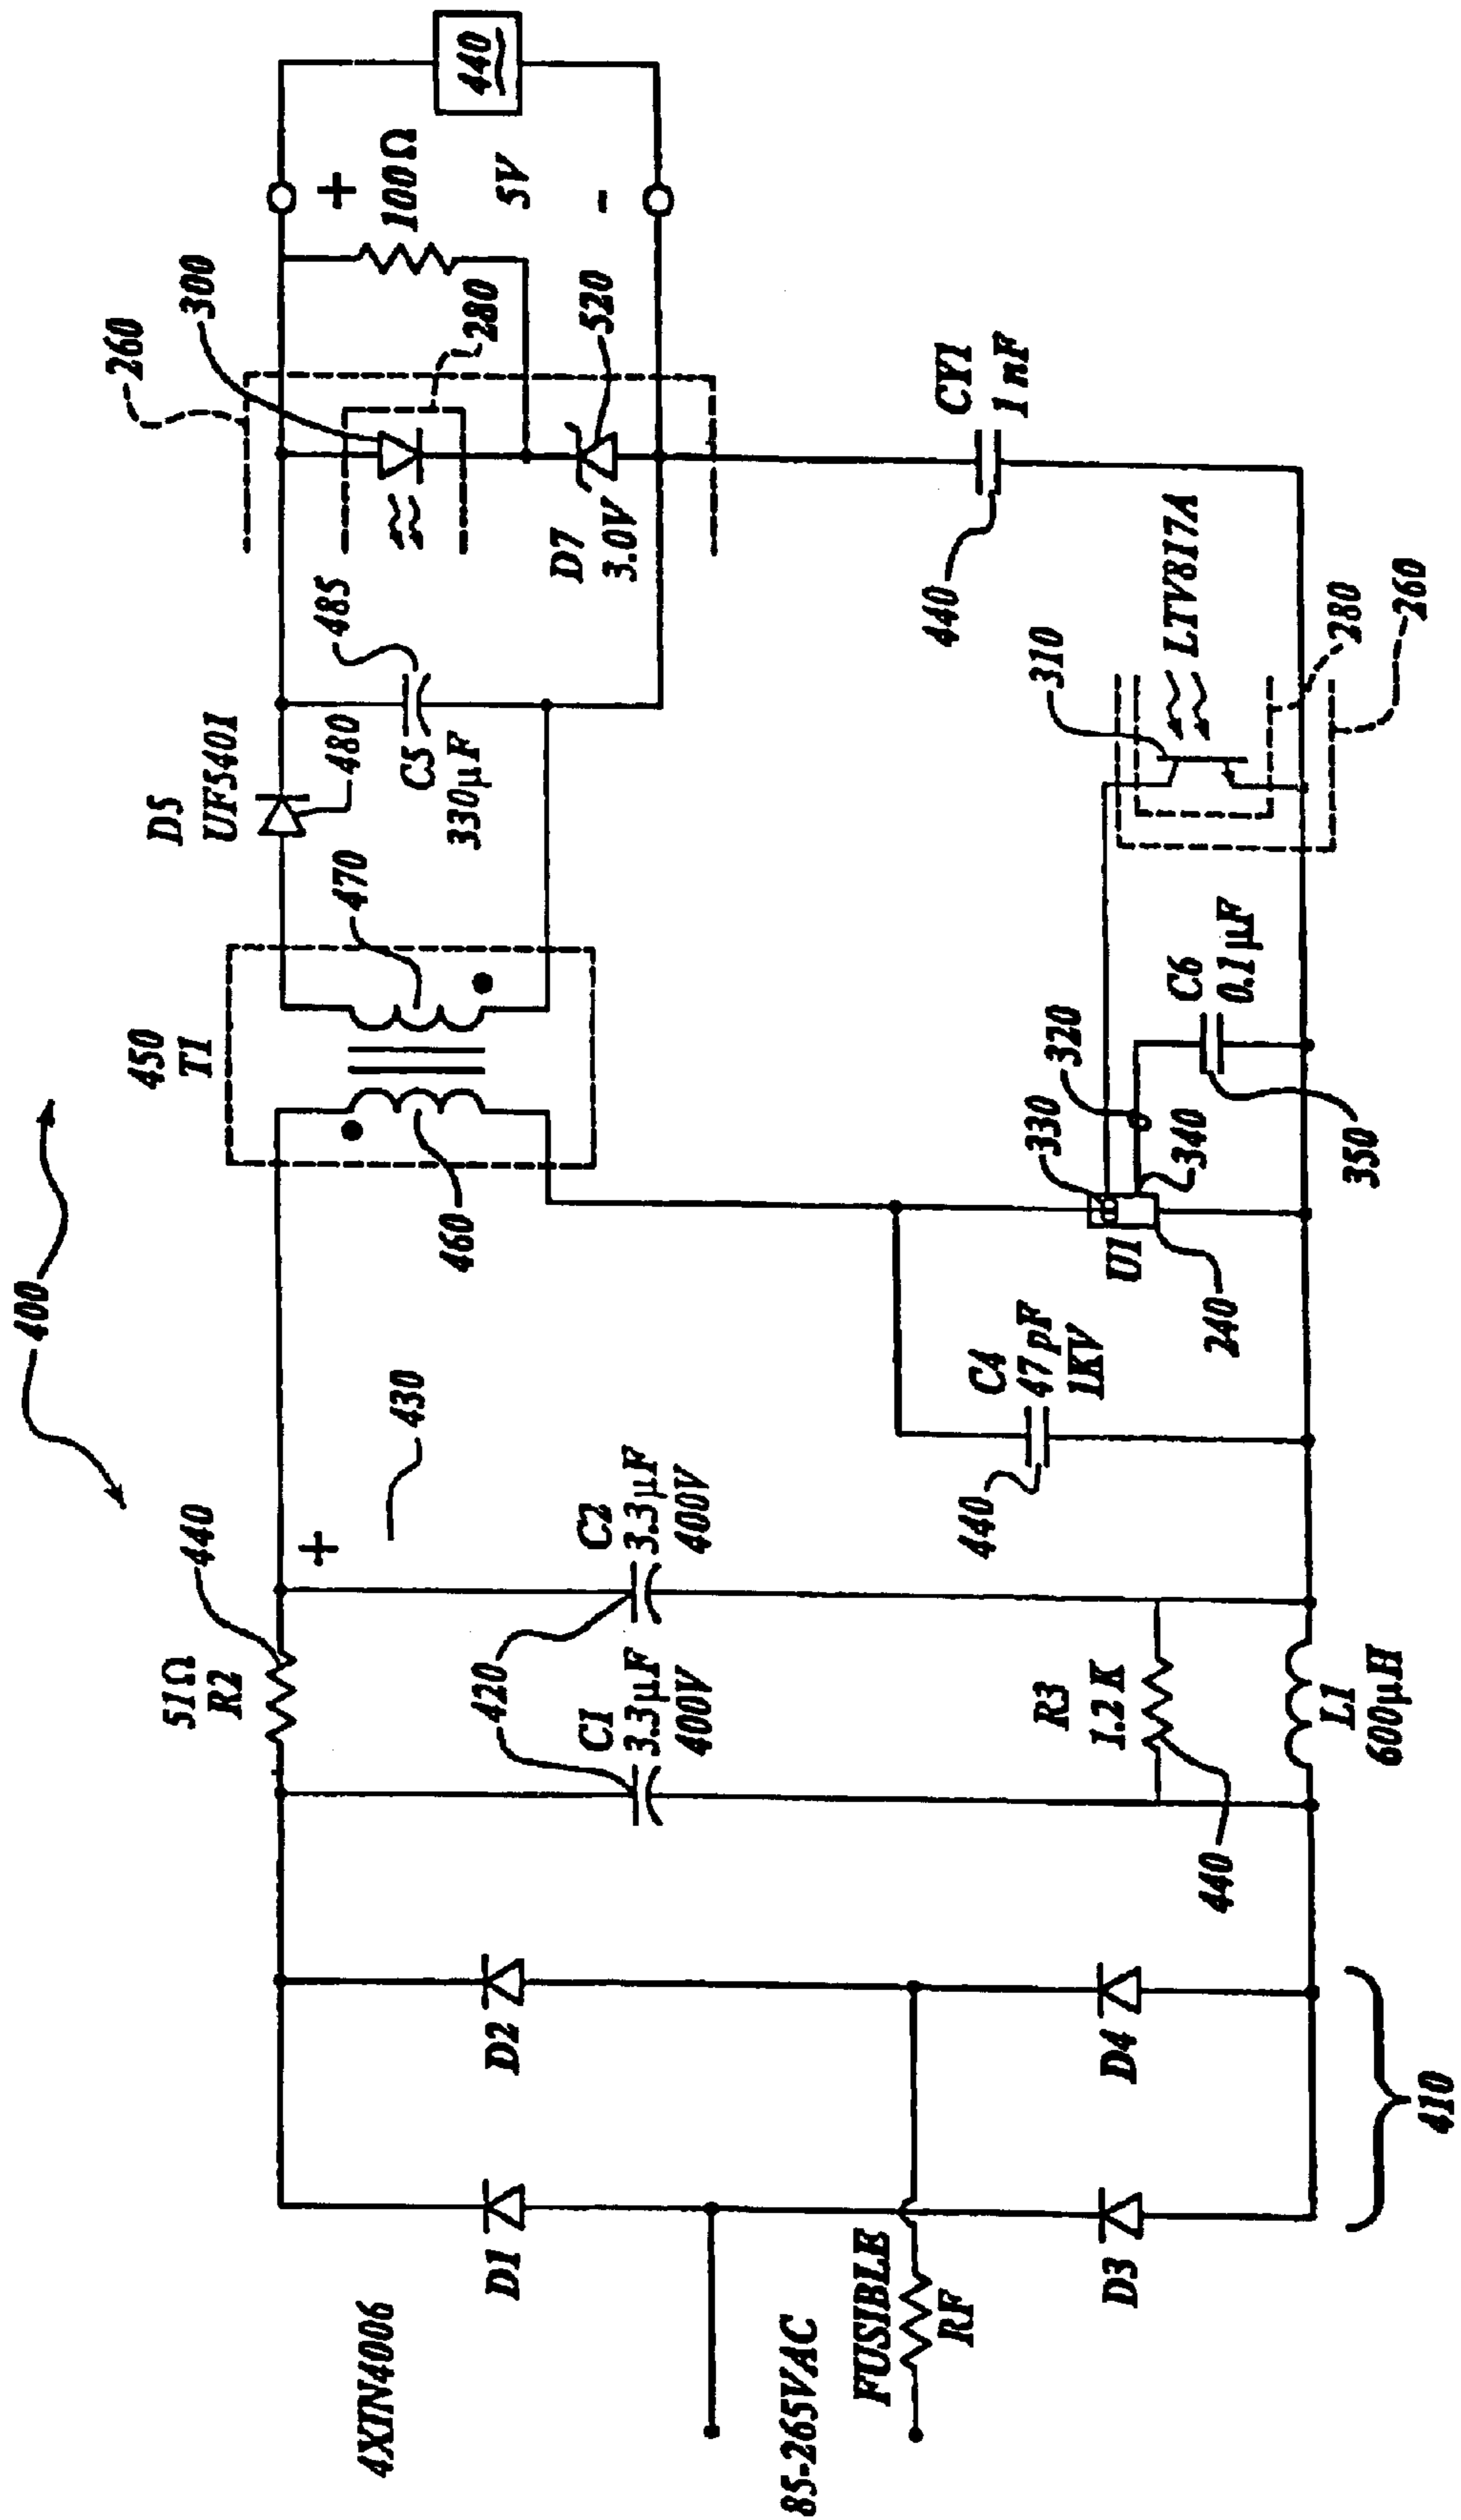 400
450
T1
D5
UF5401
260
300
51Ω
R2
440
4X1N4006
430
460
470
480
485
C5
330µF
280
+
100Ω
5V
-
440
D1
D2
420
C1
3.3µF
400V
C2
3.3µF
400V
+
D7
3.0V
520
85-265VAC
FUSIBLE
RF
C4
47pF
1KV
440
440
CY1
1nF
D3
D4
R3
1.2K
440
U1
330
320
340
240
C6
0.1µF
350
310
LTV817A
280
260
L1
600µH
410